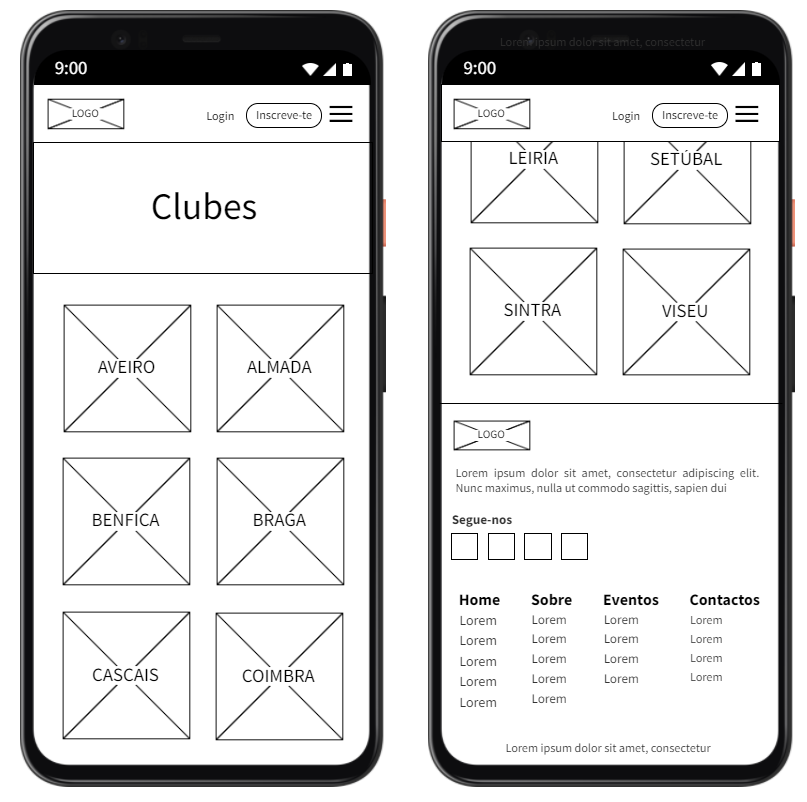 9:00
LOGO
Login
Inscreve-te
Clubes
AVEIRO
ALMADA
BENFICA
BRAGA
CASCAIS
COIMBRA
Lorem ipsum dolor sit amet, consectetur
9:00
LOGO
Login
Inscreve-te
LEIRIA
SETÚBAL
SINTRA
VISEU
LOGO
Lorem ipsum dolor sit amet, consectetur adipiscing elit.
Nunc maximus, nulla ut commodo sagittis, sapien dui
Segue-nos
Home
Lorem
Lorem
Lorem
Lorem
Lorem
Sobre
Lorem
Lorem
Lorem
Lorem
Lorem
Eventos
Lorem
Lorem
Lorem
Lorem
Contactos
Lorem
Lorem
Lorem
Lorem
Lorem ipsum dolor sit amet, consectetur